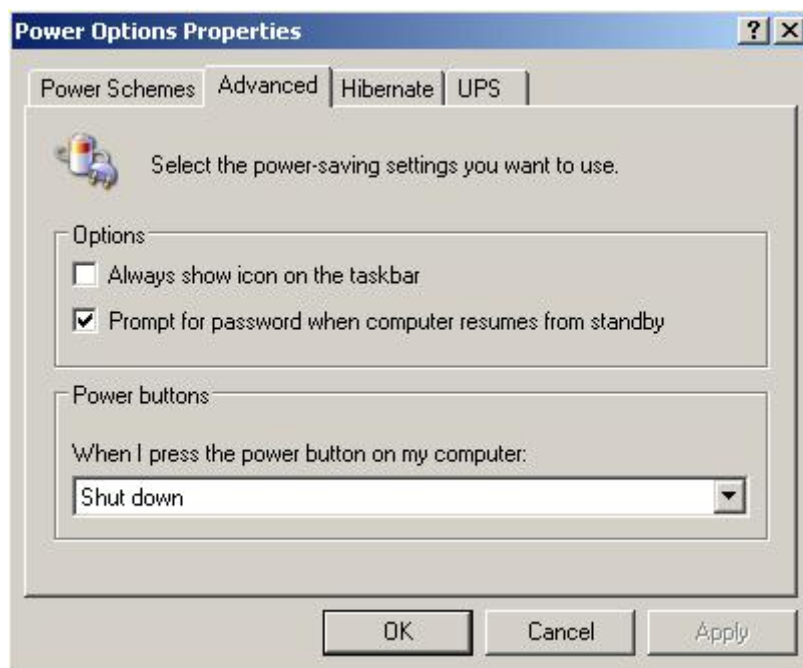 Power Options Properties
Power Schemes Advanced Hibernate UPS
Select the power-saving settings you want to use.
Options
Always show icon on the taskbar
Prompt for password when computer resumes from standby
Power buttons
When I press the power button on my computer:
Shut down
OK Cancel Apply